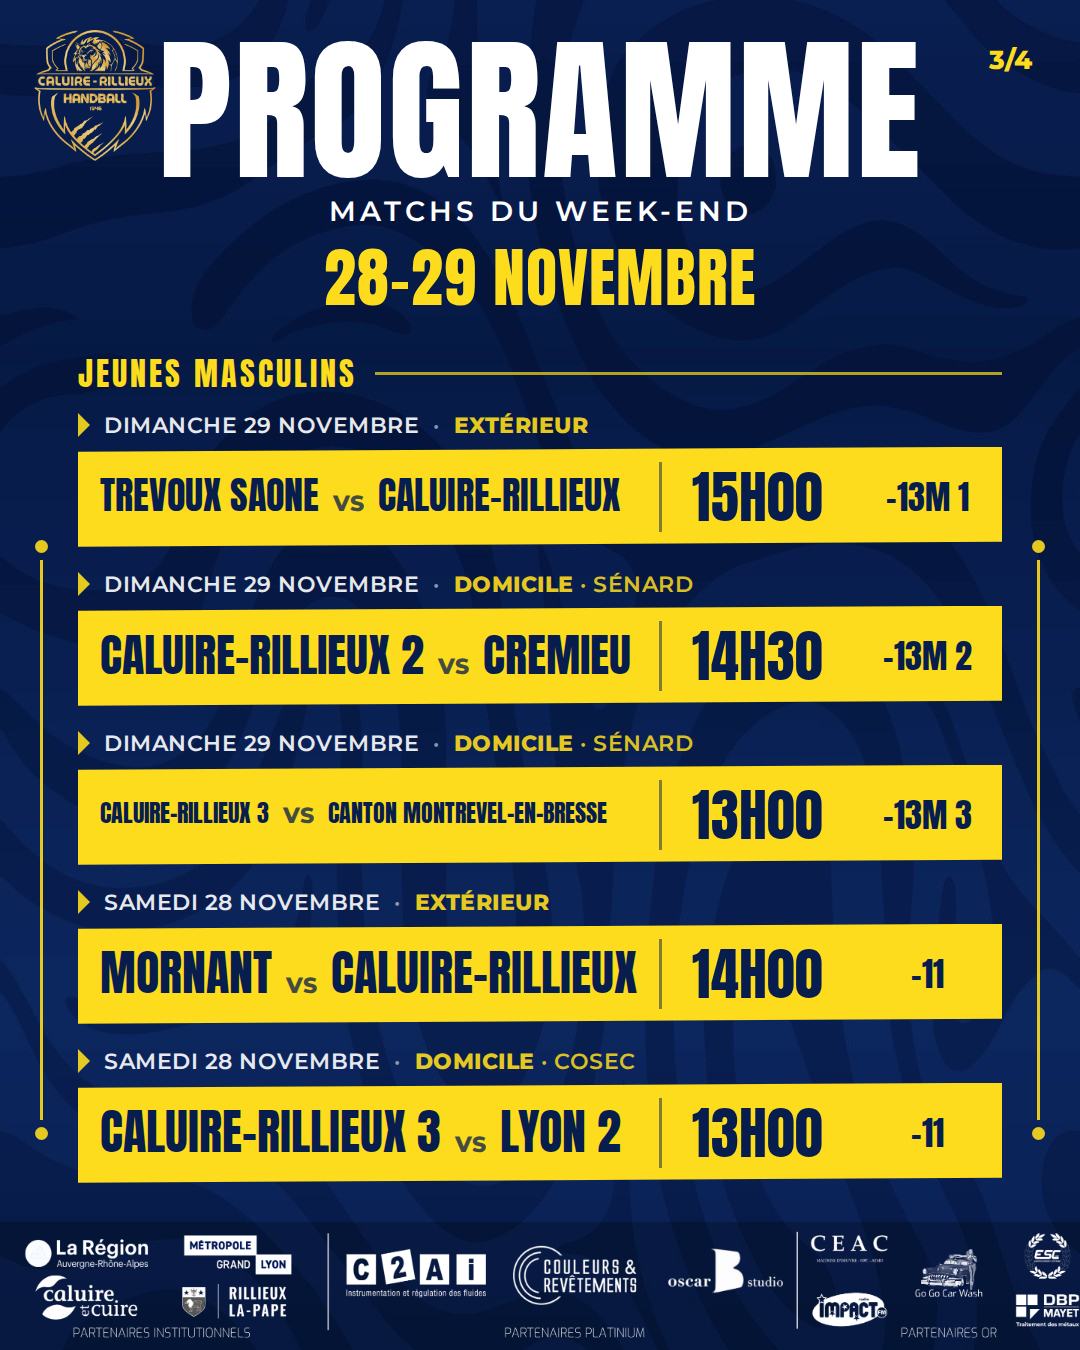 CALUIRE-RILLIEUX
HANDBALL
PROGRAMME
3/4
MATCHS DU WEEK-END
28-29 NOVEMBRE
JEUNES MASCULINS
DIMANCHE 29 NOVEMBRE · EXTÉRIEUR
TREVOUX SAONE VS CALUIRE-RILLIEUX 15H00 -13M 1
DIMANCHE 29 NOVEMBRE · DOMICILE · SÉNARD
CALUIRE-RILLIEUX 2 VS CREMIEU 14H30 -13M 2
DIMANCHE 29 NOVEMBRE · DOMICILE · SÉNARD
CALUIRE-RILLIEUX 3 VS CANTON MONTREVEL-EN-BRESSE 13H00 -13M 3
SAMEDI 28 NOVEMBRE · EXTÉRIEUR
MORNANT VS CALUIRE-RILLIEUX 14H00 -11
SAMEDI 28 NOVEMBRE · DOMICILE · COSEC
CALUIRE-RILLIEUX 3 VS LYON 2 13H00 -11
La Région
Auvergne-Rhône-Alpes
MÉTROPOLE
GRAND LYON
caluire
et cuire
RILLIEUX
LA-PAPE
PARTENAIRES INSTITUTIONNELS
C2Ai
Instrumentation et régulation des fluides
COULEURS &
REVÊTEMENTS
oscar B studio
PARTENAIRES PLATINIUM
CEAC
radio
IMPACT FM
Go Go Car Wash
ESC
DBP
MAYET
Traitement des métaux
PARTENAIRES OR